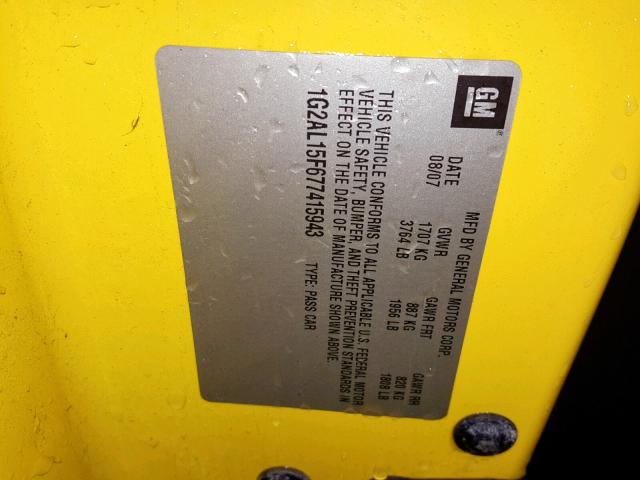 GM
MFD BY GENERAL MOTORS CORP.
DATE GVWR GAWR FRT GAWR RR
08/07 1707 KG 887 KG 820 KG
3764 LB 1956 LB 1808 LB
THIS VEHICLE CONFORMS TO ALL APPLICABLE U.S. FEDERAL MOTOR
VEHICLE SAFETY, BUMPER, AND THEFT PREVENTION STANDARDS IN
EFFECT ON THE DATE OF MANUFACTURE SHOWN ABOVE.
1G2AL15F677415943 TYPE: PASS CAR